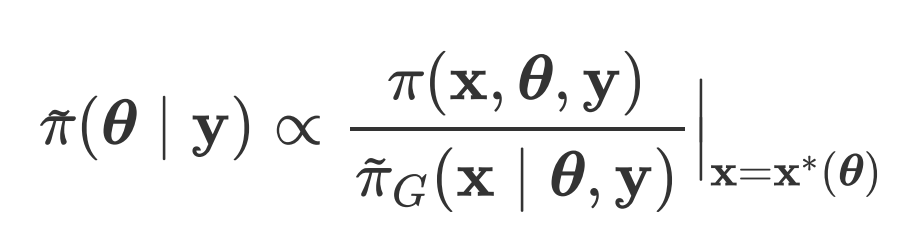 π̃(θ | y) ∝ π(x, θ, y) / π̃_G(x | θ, y) |_{x=x*(θ)}